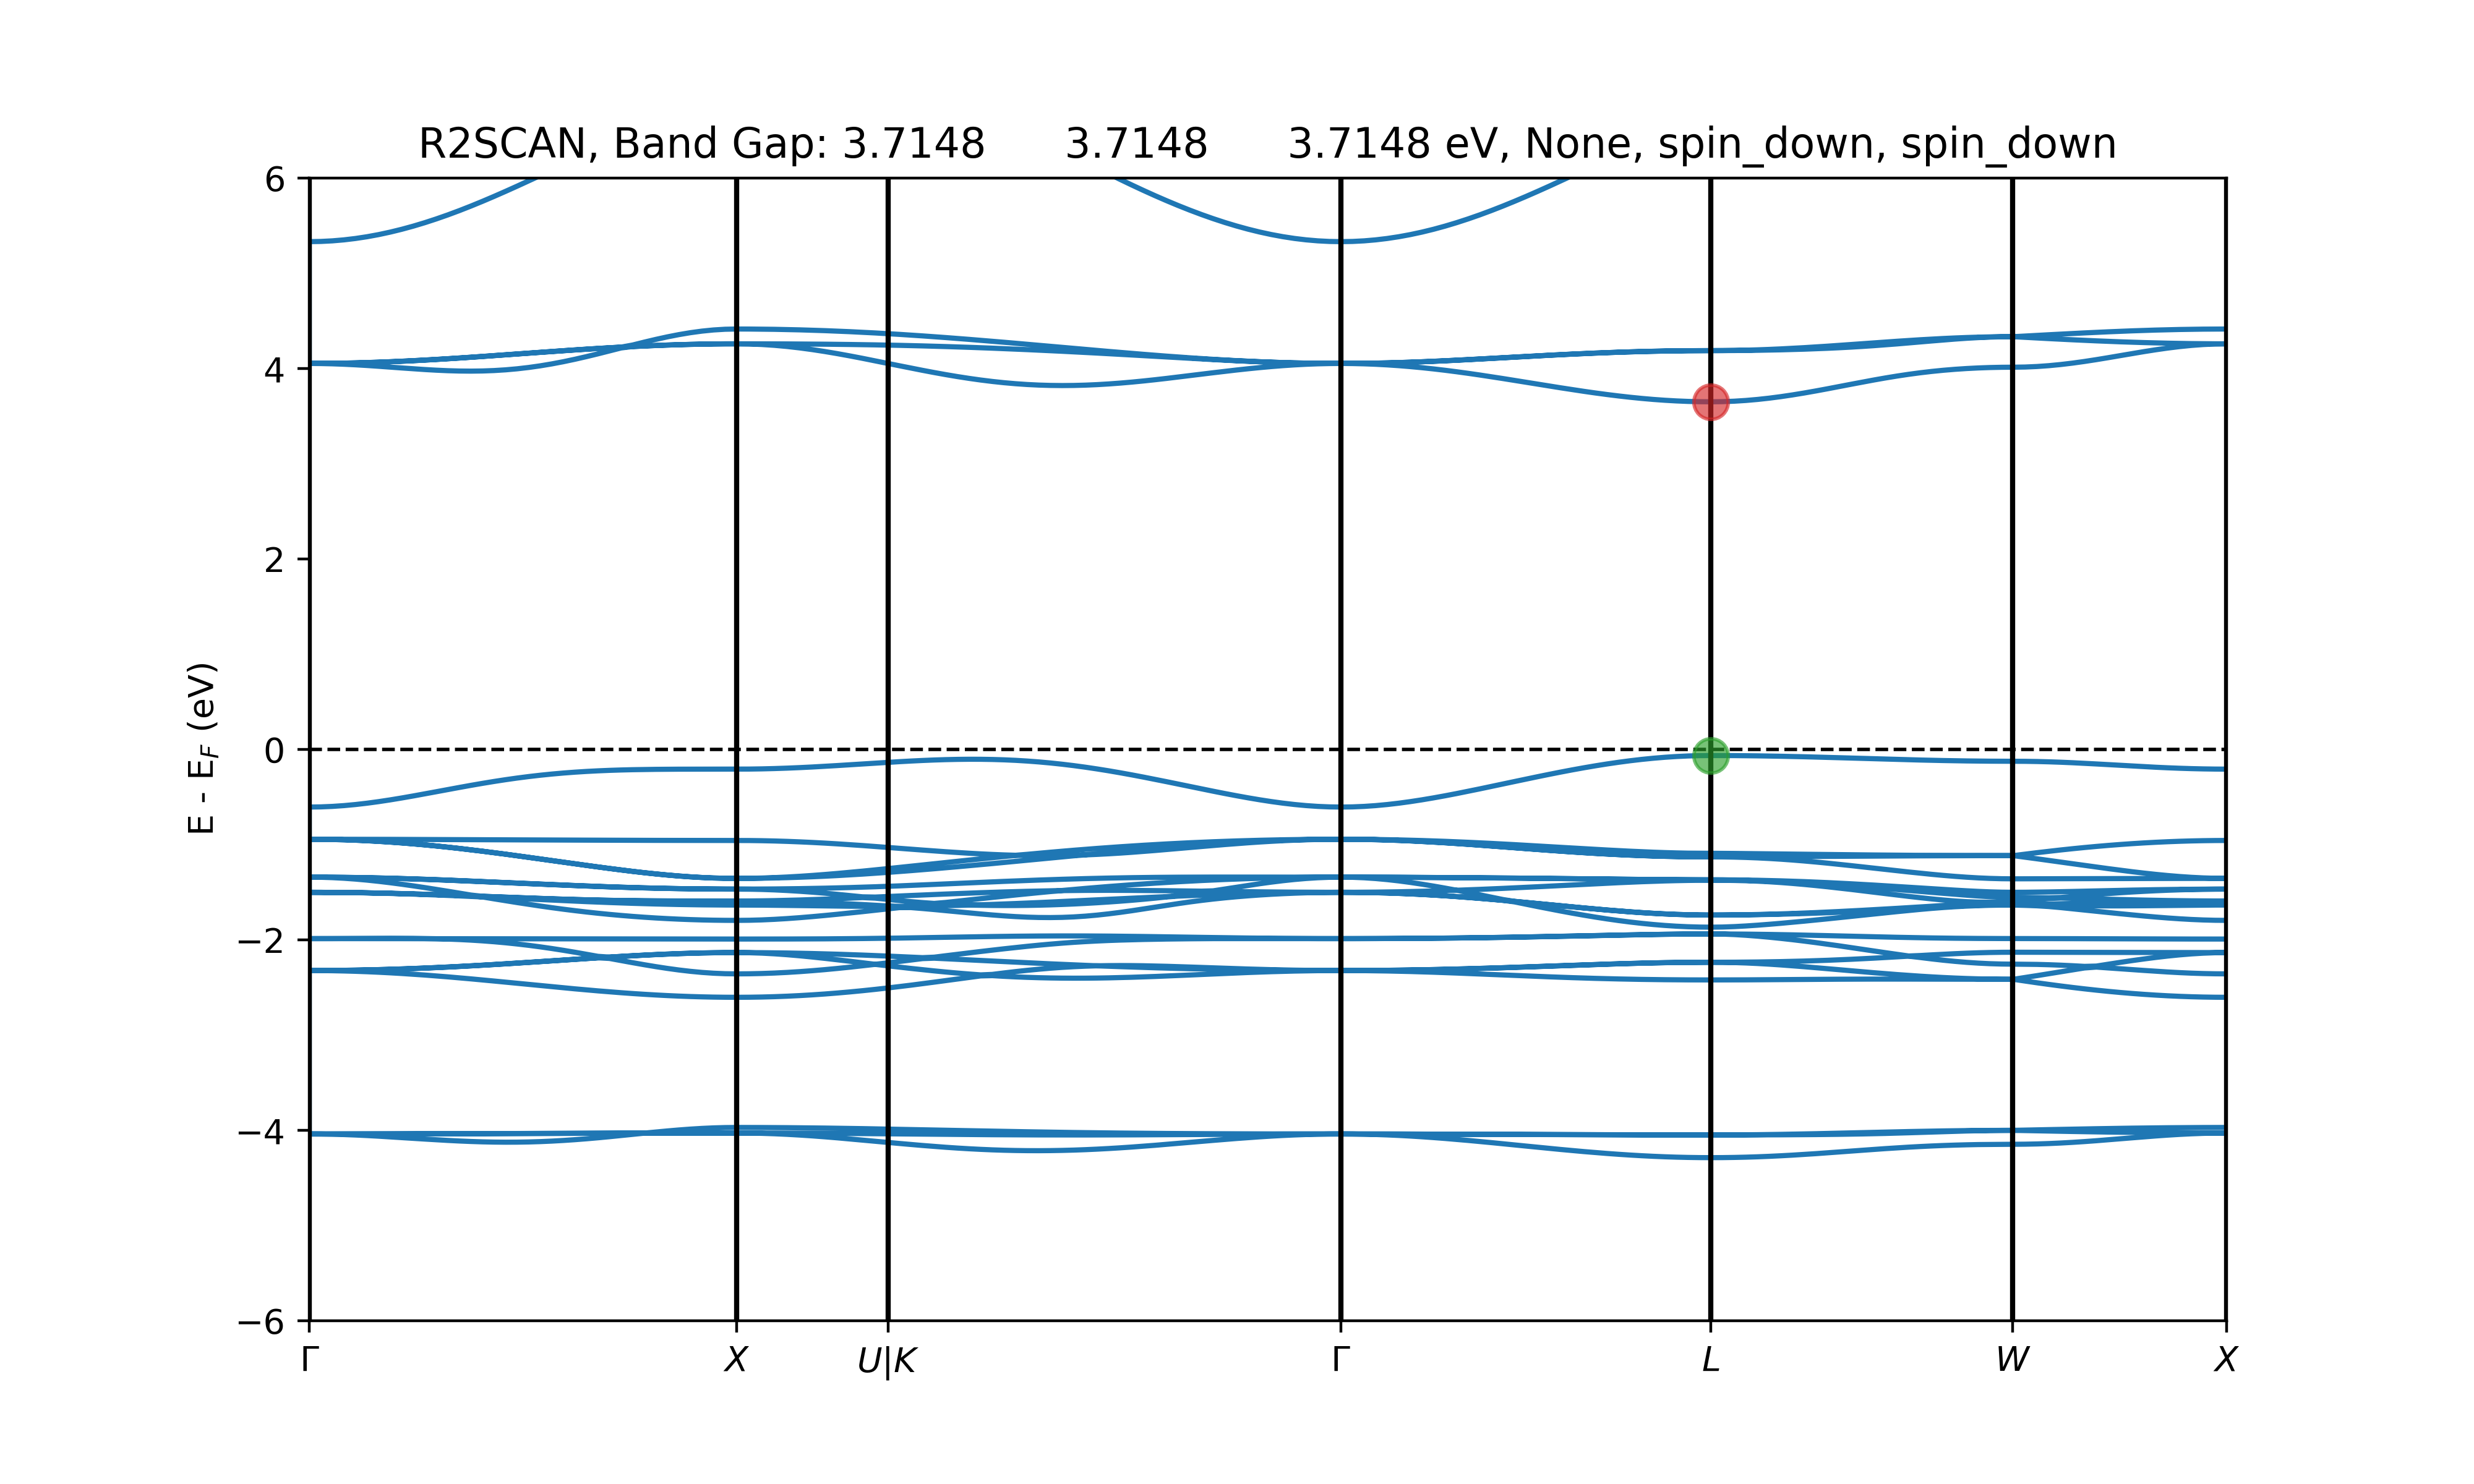 R2SCAN, Band Gap: 3.7148 3.7148 3.7148 eV, None, spin_down, spin_down
6
4
2
0
−2
−4
−6
E - E_F (eV)
Γ X U|K Γ L W X